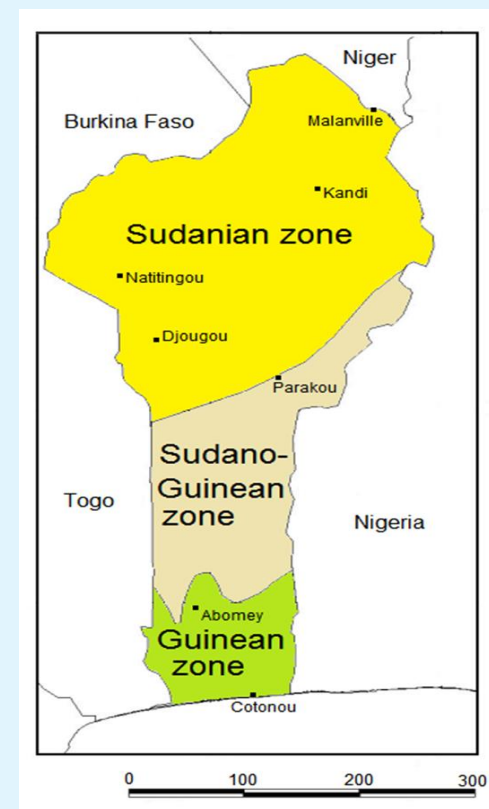 Niger
Burkina Faso
Malanville
Kandi
Sudanian zone
Natitingou
Djougou
Parakou
Sudano-
Guinean
zone
Togo
Nigeria
Abomey
Guinean
zone
Cotonou
0 100 200 300